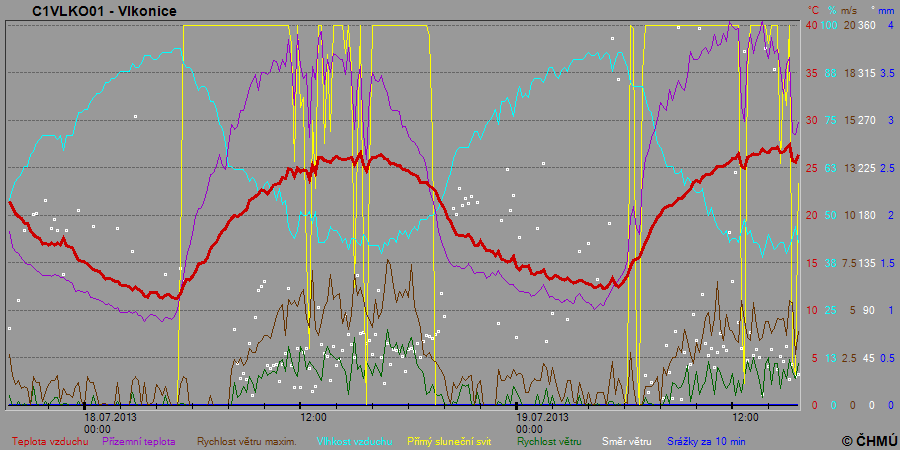 C1VLKO01 - Vlkonice
°C % m/s ° mm
40 100 20 360 4
35 88 18 315 3.5
30 75 15 270 3
25 63 13 225 2.5
20 50 10 180 2
15 38 7.5 135 1.5
10 25 5 90 1
5 13 2.5 45 0.5
0 0 0 0 0
18.07.2013 12:00 19.07.2013 12:00
00:00 00:00
Teplota vzduchu Přízemní teplota Rychlost větru maxim. Vlhkost vzduchu Přímý sluneční svit Rychlost větru Směr větru Srážky za 10 min © ČHMÚ